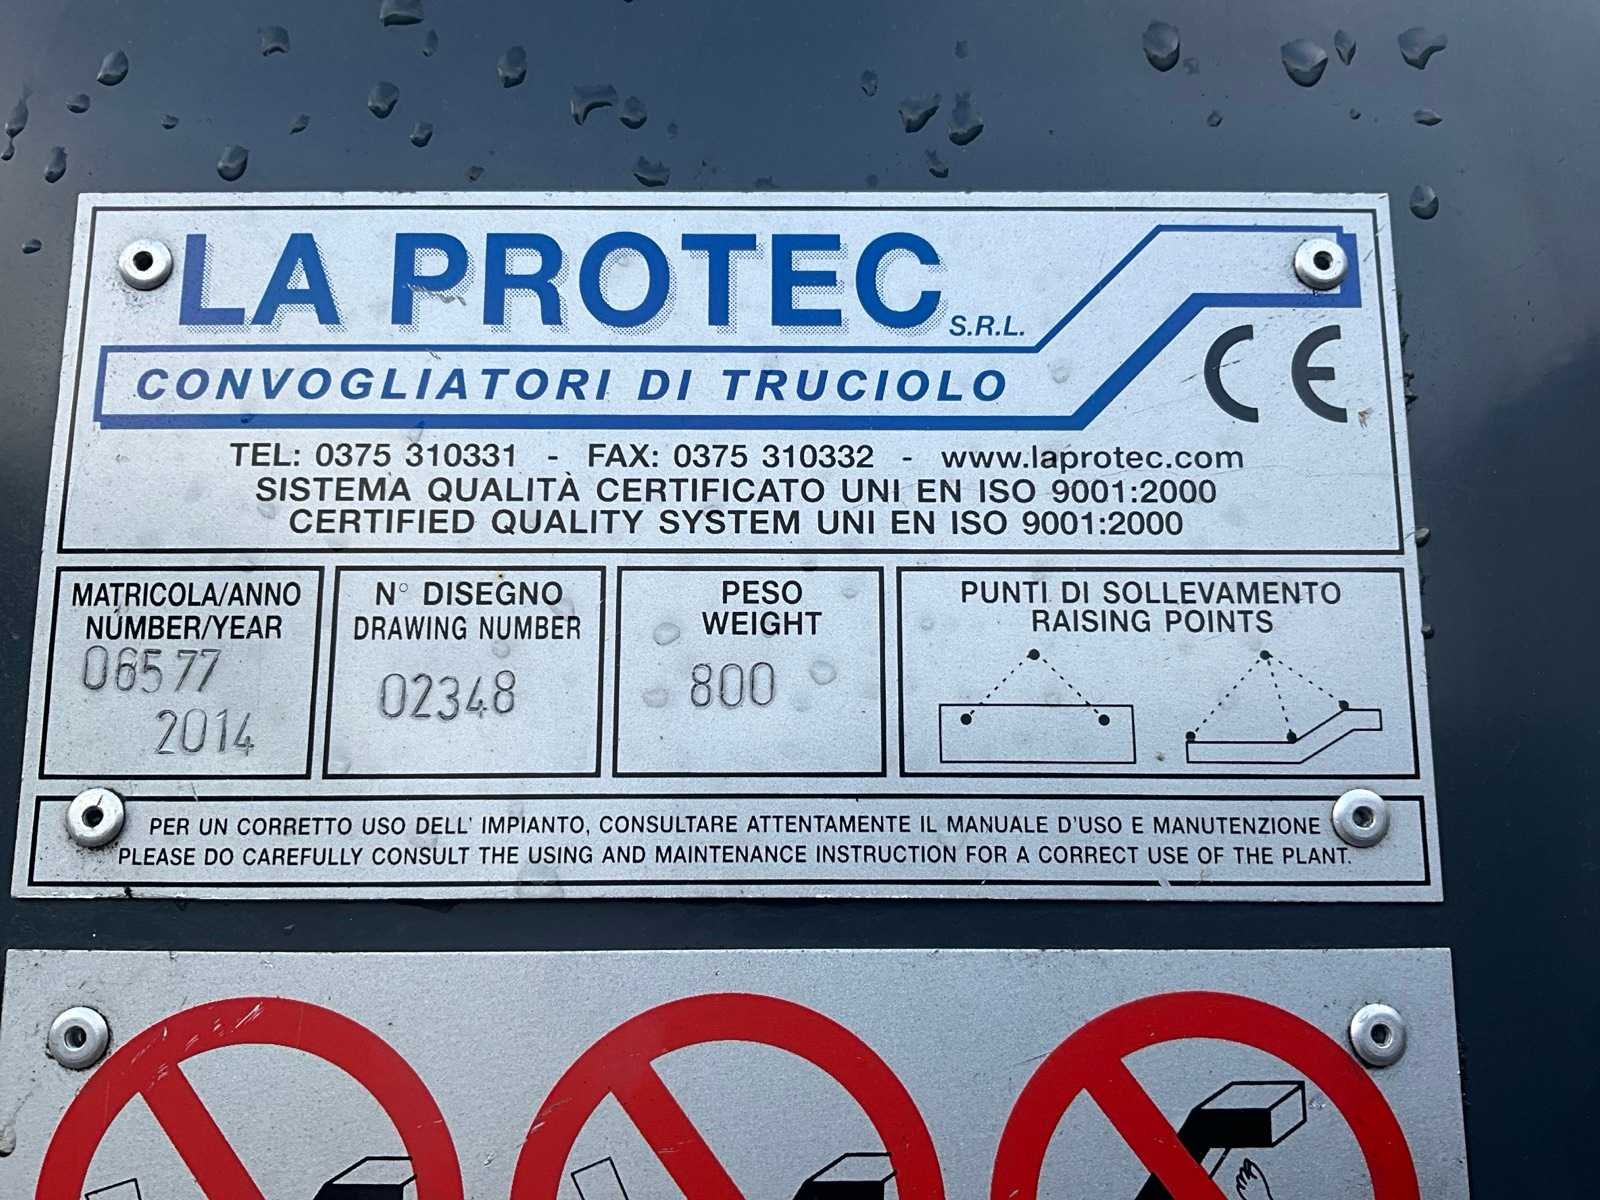 LA PROTEC S.R.L.
CONVOGLIATORI DI TRUCIOLO
CE
TEL: 0375 310331 - FAX: 0375 310332 - www.laprotec.com
SISTEMA QUALITÀ CERTIFICATO UNI EN ISO 9001:2000
CERTIFIED QUALITY SYSTEM UNI EN ISO 9001:2000
MATRICOLA/ANNO
NUMBER/YEAR
06577
2014
N° DISEGNO
DRAWING NUMBER
02348
PESO
WEIGHT
800
PUNTI DI SOLLEVAMENTO
RAISING POINTS
PER UN CORRETTO USO DELL' IMPIANTO, CONSULTARE ATTENTAMENTE IL MANUALE D'USO E MANUTENZIONE
PLEASE DO CAREFULLY CONSULT THE USING AND MAINTENANCE INSTRUCTION FOR A CORRECT USE OF THE PLANT.